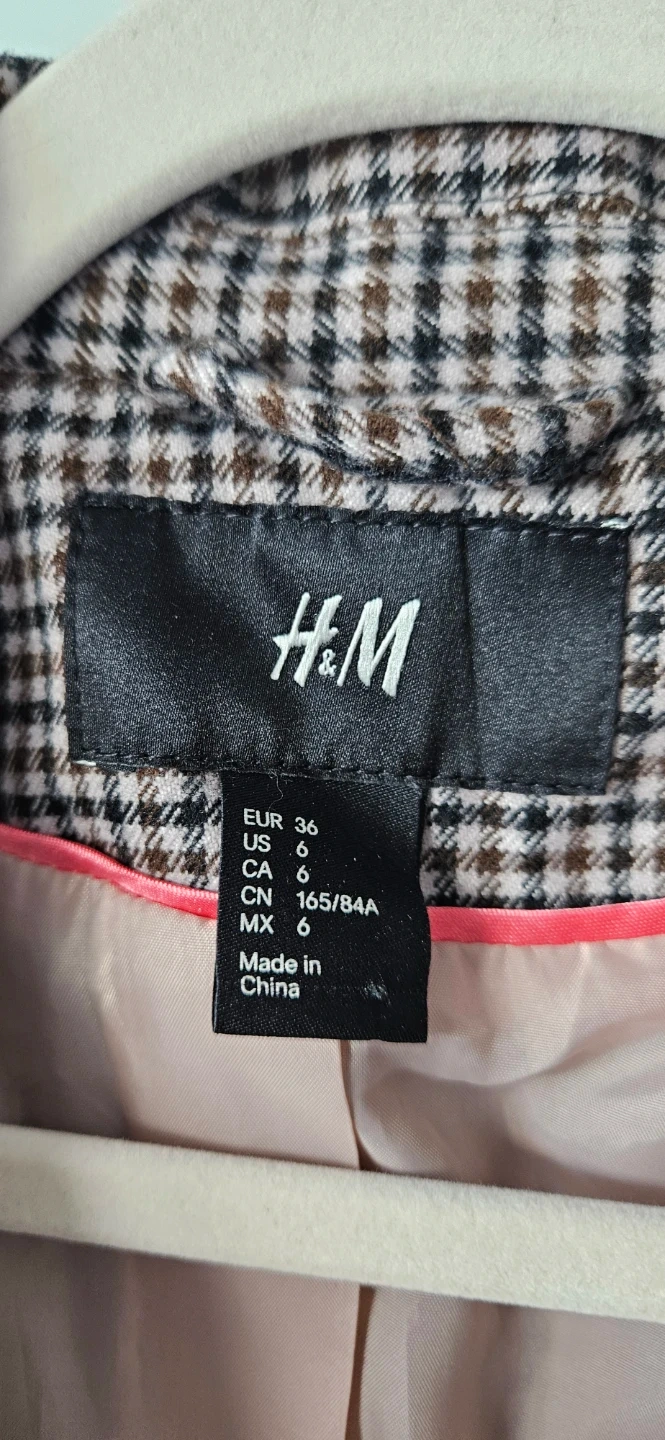 H&M
EUR 36
US 6
CA 6
CN 165/84A
MX 6
Made in
China